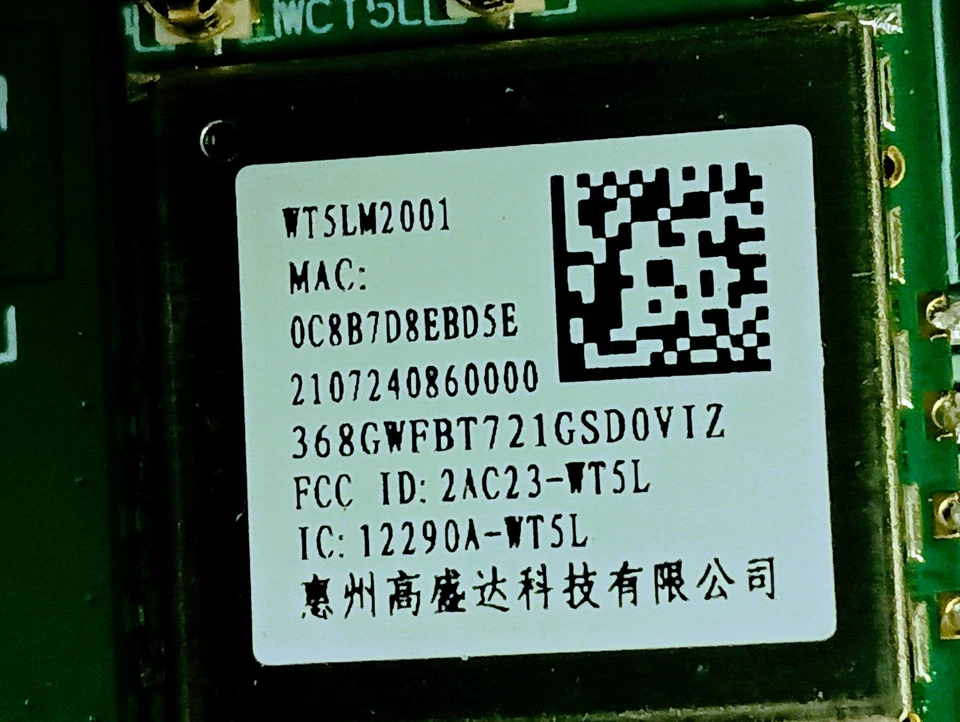 WCT5L
WT5LM2001
MAC:
0C8B7D8EBD5E
2107240860000
368GWFBT721GSD0VIZ
FCC ID: 2AC23-WT5L
IC: 12290A-WT5L
惠州高盛达科技有限公司